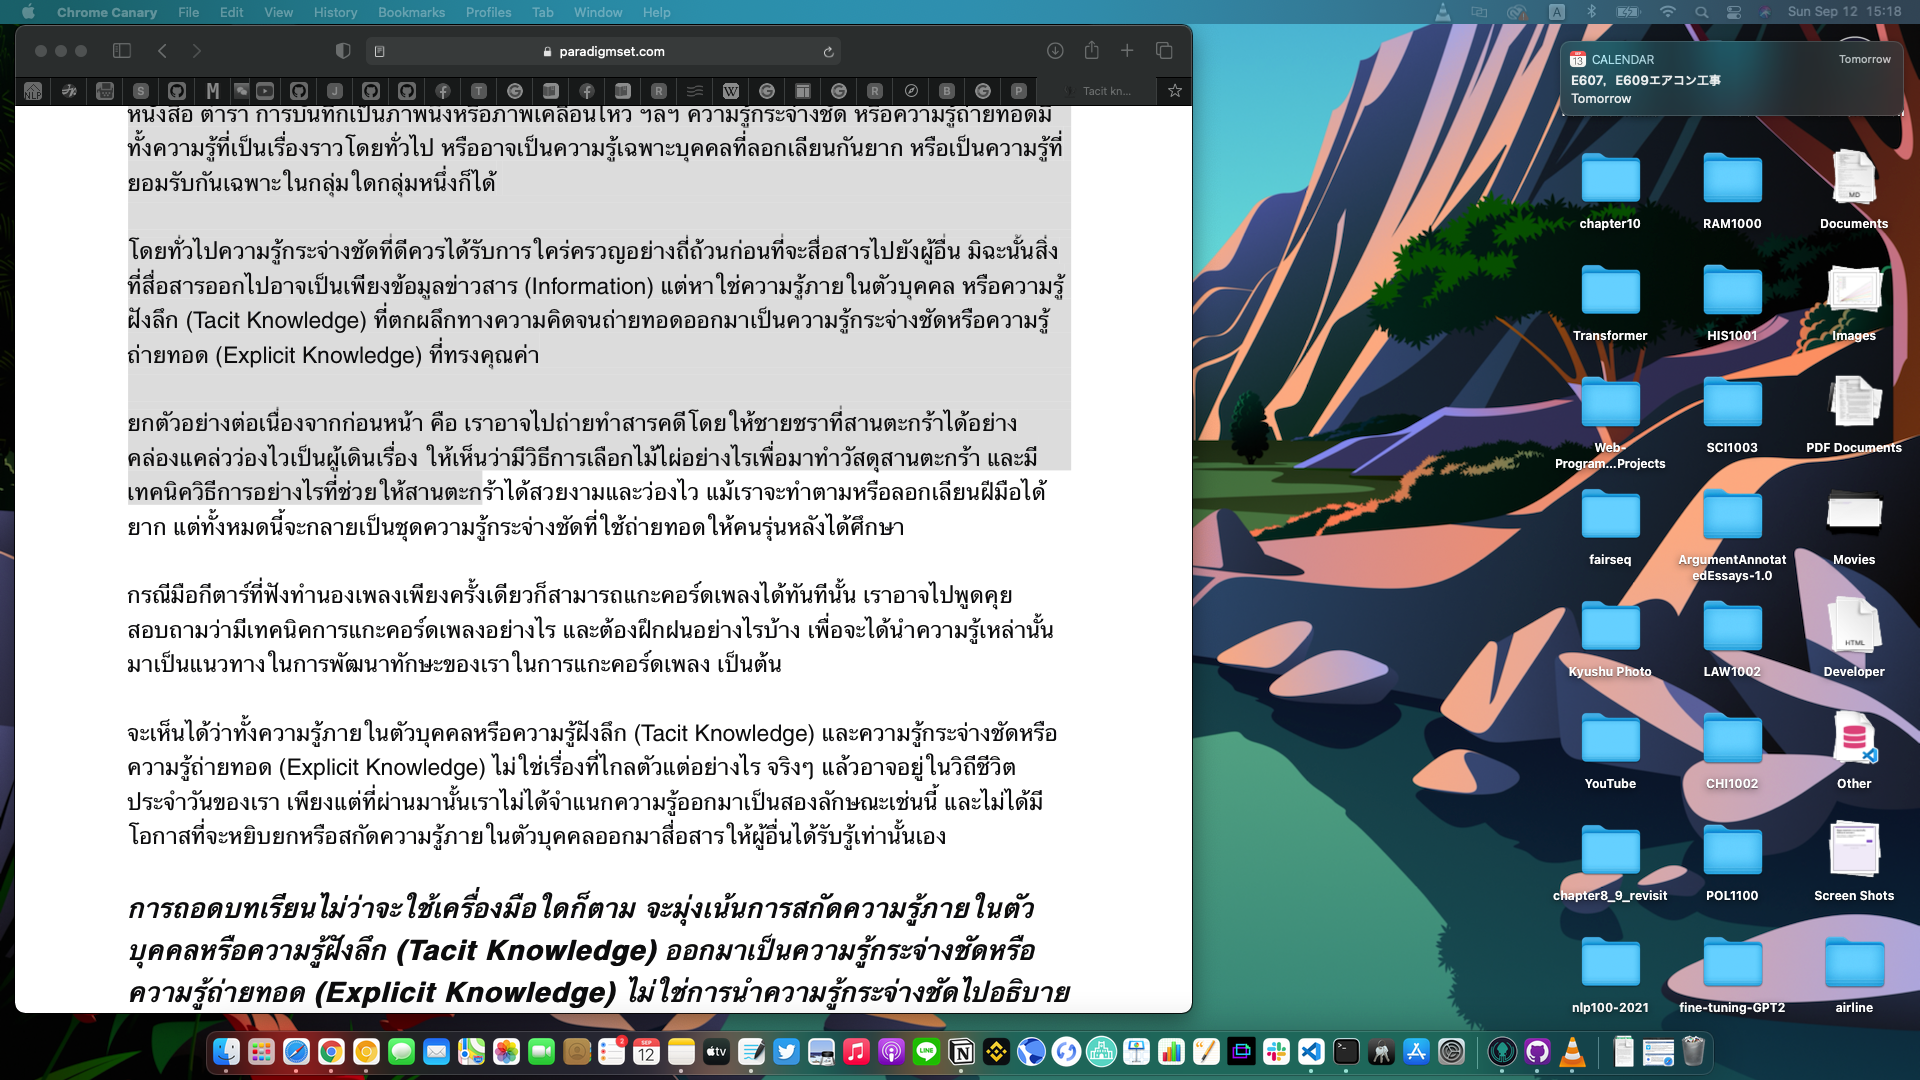 Chrome Canary File Edit View History Bookmarks Profiles Tab Window Help
Sun Sep 12 15:18
paradigmset.com
Tacit kn...
หนังสือ ตำรา การบันทึกเป็นภาพนิ่งหรือภาพเคลื่อนไหว ฯลฯ ความรู้กระจ่างชัด หรือความรู้ถ่ายทอดมี
ทั้งความรู้ที่เป็นเรื่องราวโดยทั่วไป หรืออาจเป็นความรู้เฉพาะบุคคลที่ลอกเลียนกันยาก หรือเป็นความรู้ที่
ยอมรับกันเฉพาะในกลุ่มใดกลุ่มหนึ่งก็ได้
โดยทั่วไปความรู้กระจ่างชัดที่ดีควรได้รับการใคร่ครวญอย่างถี่ถ้วนก่อนที่จะสื่อสารไปยังผู้อื่น มิฉะนั้นสิ่ง
ที่สื่อสารออกไปอาจเป็นเพียงข้อมูลข่าวสาร (Information) แต่หาใช่ความรู้ภายในตัวบุคคล หรือความรู้
ฝังลึก (Tacit Knowledge) ที่ตกผลึกทางความคิดจนถ่ายทอดออกมาเป็นความรู้กระจ่างชัดหรือความรู้
ถ่ายทอด (Explicit Knowledge) ที่ทรงคุณค่า
ยกตัวอย่างต่อเนื่องจากก่อนหน้า คือ เราอาจไปถ่ายทำสารคดีโดยให้ชายชราที่สานตะกร้าได้อย่าง
คล่องแคล่วว่องไวเป็นผู้เดินเรื่อง ให้เห็นว่ามีวิธีการเลือกไม้ไผ่อย่างไรเพื่อมาทำวัสดุสานตะกร้า และมี
เทคนิควิธีการอย่างไรที่ช่วยให้สานตะกร้าได้สวยงามและว่องไว แม้เราจะทำตามหรือลอกเลียนฝีมือได้
ยาก แต่ทั้งหมดนี้จะกลายเป็นชุดความรู้กระจ่างชัดที่ใช้ถ่ายทอดให้คนรุ่นหลังได้ศึกษา
กรณีมือกีตาร์ที่ฟังทำนองเพลงเพียงครั้งเดียวก็สามารถแกะคอร์ดเพลงได้ทันทีนั้น เราอาจไปพูดคุย
สอบถามว่ามีเทคนิคการแกะคอร์ดเพลงอย่างไร และต้องฝึกฝนอย่างไรบ้าง เพื่อจะได้นำความรู้เหล่านั้น
มาเป็นแนวทางในการพัฒนาทักษะของเราในการแกะคอร์ดเพลง เป็นต้น
จะเห็นได้ว่าทั้งความรู้ภายในตัวบุคคลหรือความรู้ฝังลึก (Tacit Knowledge) และความรู้กระจ่างชัดหรือ
ความรู้ถ่ายทอด (Explicit Knowledge) ไม่ใช่เรื่องที่ไกลตัวแต่อย่างไร จริงๆ แล้วอาจอยู่ในวิถีชีวิต
ประจำวันของเรา เพียงแต่ที่ผ่านมานั้นเราไม่ได้จำแนกความรู้ออกมาเป็นสองลักษณะเช่นนี้ และไม่ได้มี
โอกาสที่จะหยิบยกหรือสกัดความรู้ภายในตัวบุคคลออกมาสื่อสารให้ผู้อื่นได้รับรู้เท่านั้นเอง
การถอดบทเรียนไม่ว่าจะใช้เครื่องมือใดก็ตาม จะมุ่งเน้นการสกัดความรู้ภายในตัว
บุคคลหรือความรู้ฝังลึก (Tacit Knowledge) ออกมาเป็นความรู้กระจ่างชัดหรือ
ความรู้ถ่ายทอด (Explicit Knowledge) ไม่ใช่การนำความรู้กระจ่างชัดไปอธิบาย
CALENDAR Tomorrow
E607, E609エアコン工事
Tomorrow
chapter10 RAM1000 Documents
Transformer HIS1001 Images
Web-
Program...Projects SCI1003 PDF Documents
fairseq ArgumentAnnotat
edEssays-1.0 Movies
Kyushu Photo LAW1002 Developer
YouTube CHI1002 Other
chapter8_9_revisit POL1100 Screen Shots
nlp100-2021 fine-tuning-GPT2 airline